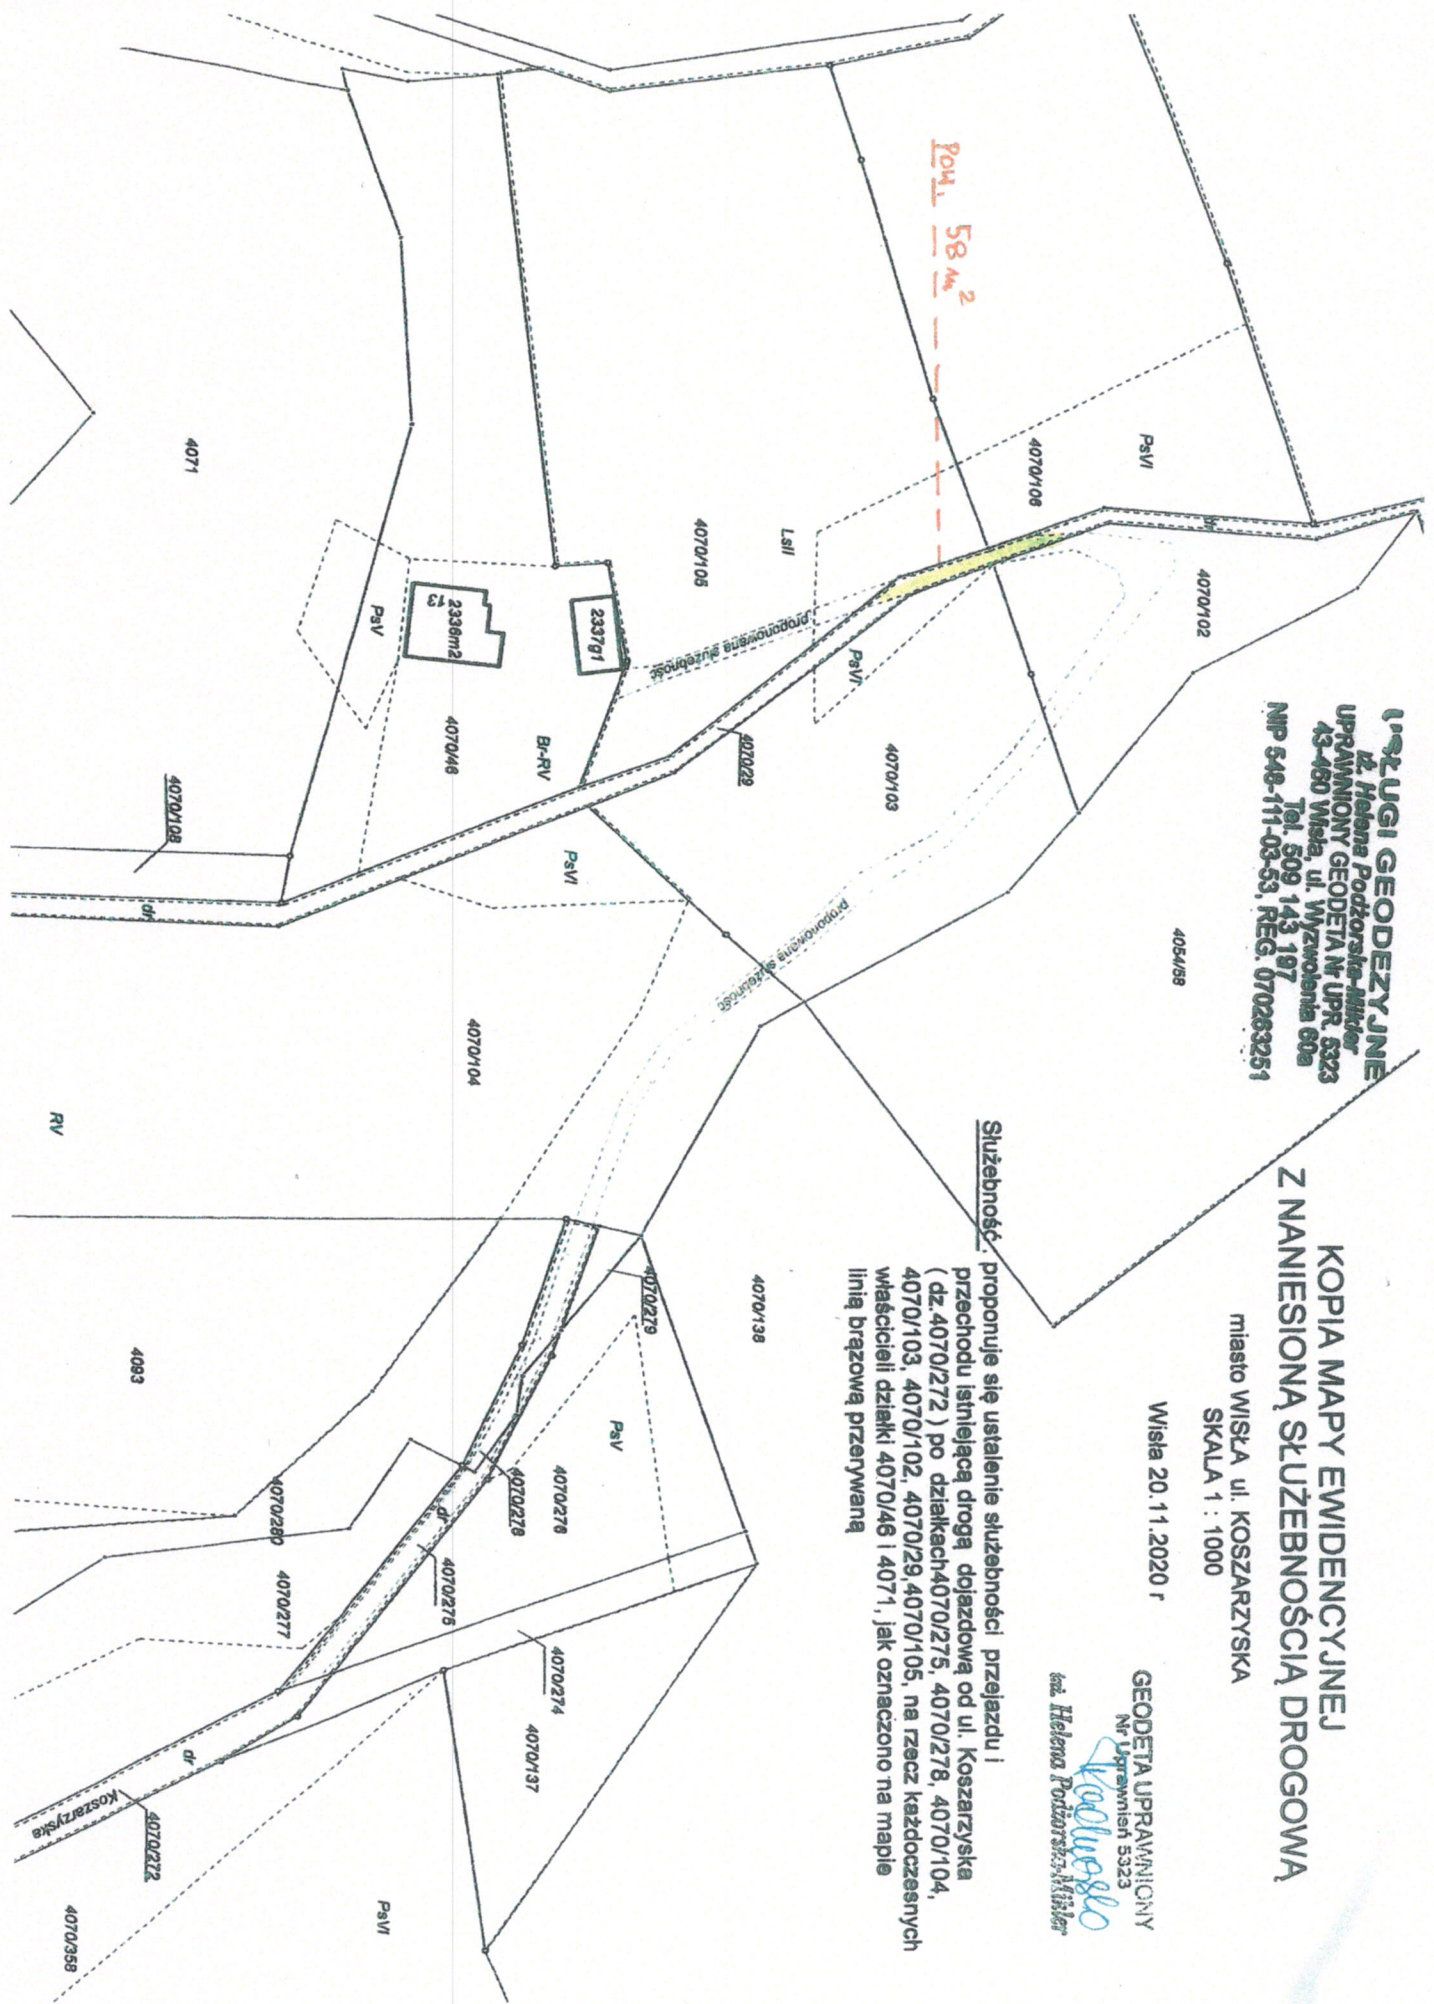 KOPIA MAPY EWIDENCYJNEJ
Z NANIESIONĄ SŁUŻEBNOŚCIĄ DROGOWĄ
miasto WISŁA ul. KOSZARZYSKA
SKALA 1 : 1000
Wisła 20.11.2020 r
GEODETA UPRAWNIONY
Nr Uprawnień 5323
inż. Helena Podżorska-Mikler
USŁUGI GEODEZYJNE
iż. Helena Podżorska-Mikler
UPRAWNIONY GEODETA Nr UPR. 5323
43-460 Wisła, ul. Wyzwolenia 60a
Tel. 509 143 197
NIP 548-111-03-53, REG. 070263251
Służebność: proponuje się ustalenie służebności przejazdu i
przechodu istniejącą drogą dojazdową od ul. Koszarzyska
( dz.4070/272 ) po działkach4070/275, 4070/278, 4070/104,
4070/103, 4070/102, 4070/29,4070/105, na rzecz każdoczesnych
właścicieli działki 4070/46 i 4071, jak oznaczono na mapie
linią brązową przerywaną
Pow. 58 m²
PsVI
4070/106
dr
4070/102
4054/58
LsII
4070/105
proponowana służebność
PsVI
4070/103
4070/29
2337g1
2336m2
13
PsV
4071
4070/46
Br-RV
4070/108
dr
PsVI
proponowana służebność
4070/104
RV
4070/138
4070/279
4093
PsV
4070/276
4070/278
dr
4070/275
4070/280
4070/277
4070/274
4070/137
dr
Koszarzyska
4070/272
PsVI
4070/358